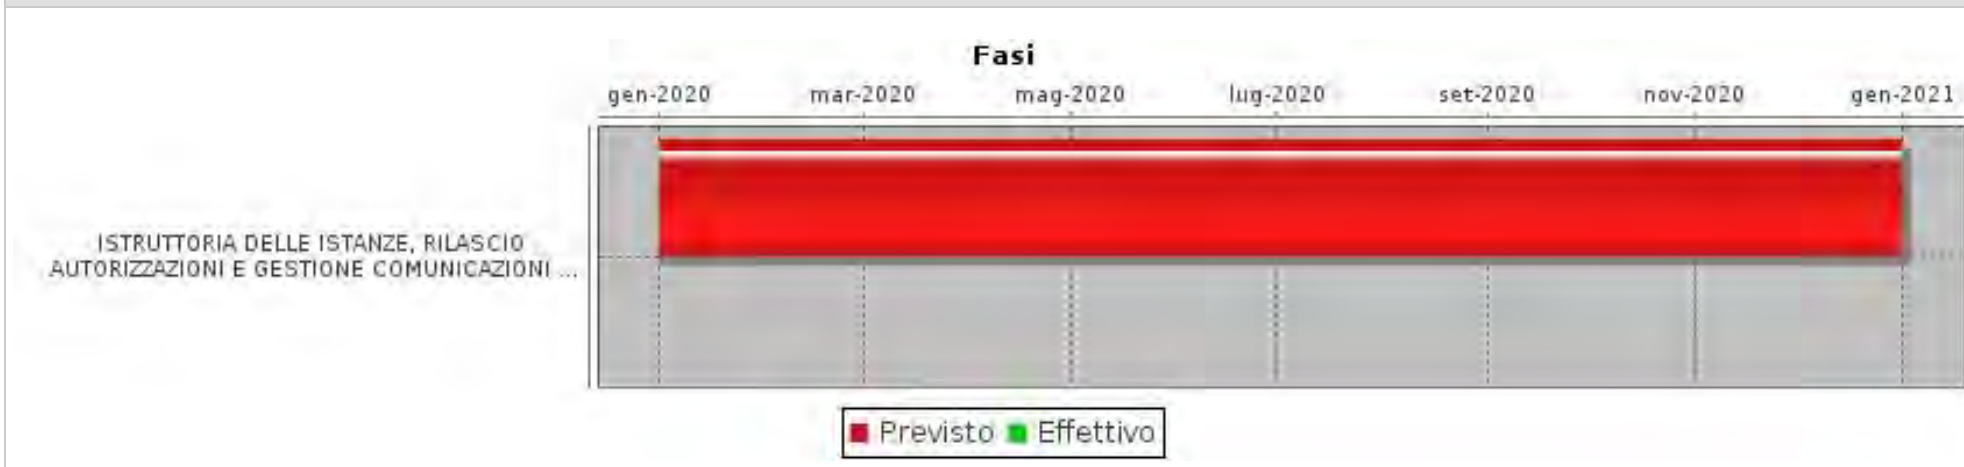 Fasi
gen-2020 mar-2020 mag-2020 lug-2020 set-2020 nov-2020 gen-2021
ISTRUTTORIA DELLE ISTANZE, RILASCIO
AUTORIZZAZIONI E GESTIONE COMUNICAZIONI ...
Previsto Effettivo